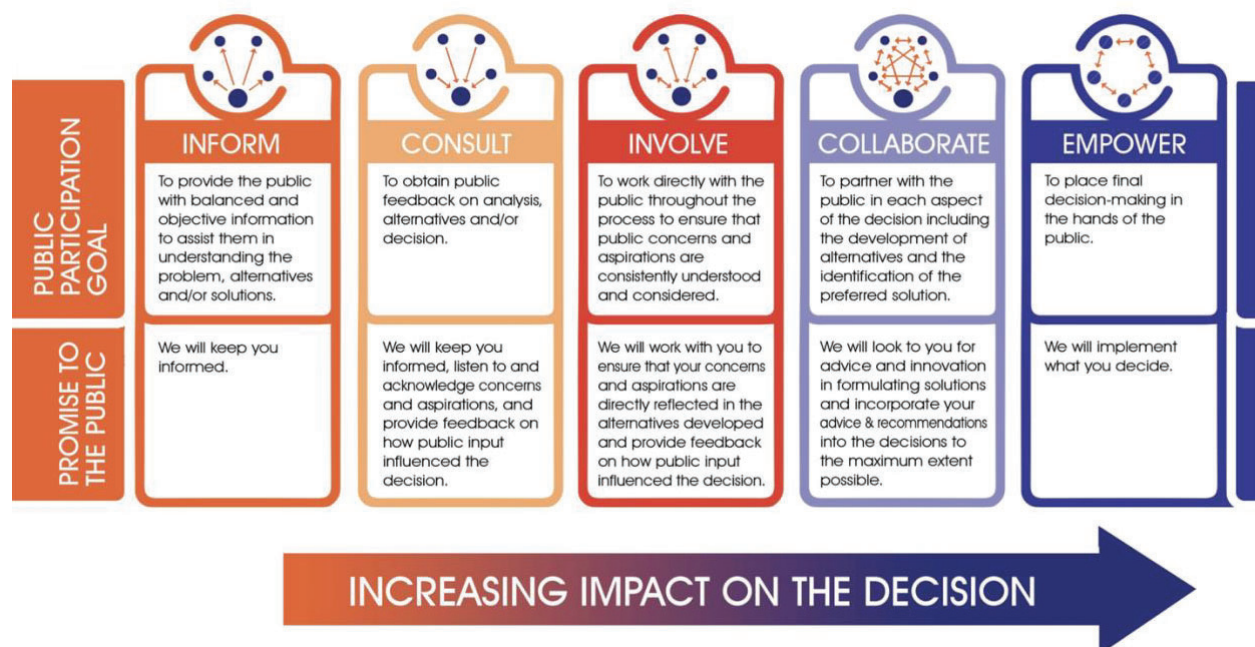 PUBLIC
PARTICIPATION
GOAL
INFORM
To provide the public
with balanced and
objective information
to assist them in
understanding the
problem, alternatives
and/or solutions.
CONSULT
To obtain public
feedback on analysis,
alternatives and/or
decision.
INVOLVE
To work directly with the
public throughout the
process to ensure that
public concerns and
aspirations are
consistently understood
and considered.
COLLABORATE
To partner with the
public in each aspect
of the decision including
the development of
alternatives and the
identification of the
preferred solution.
EMPOWER
To place final
decision-making in
the hands of the
public.
PROMISE TO
THE PUBLIC
We will keep you
informed.
We will keep you
informed, listen to and
acknowledge concerns
and aspirations, and
provide feedback on
how public input
influenced the
decision.
We will work with you to
ensure that your concerns
and aspirations are
directly reflected in the
alternatives developed
and provide feedback
on how public input
influenced the decision.
We will look to you for
advice and innovation
in formulating solutions
and incorporate your
advice & recommendations
into the decisions to
the maximum extent
possible.
We will implement
what you decide.
INCREASING IMPACT ON THE DECISION